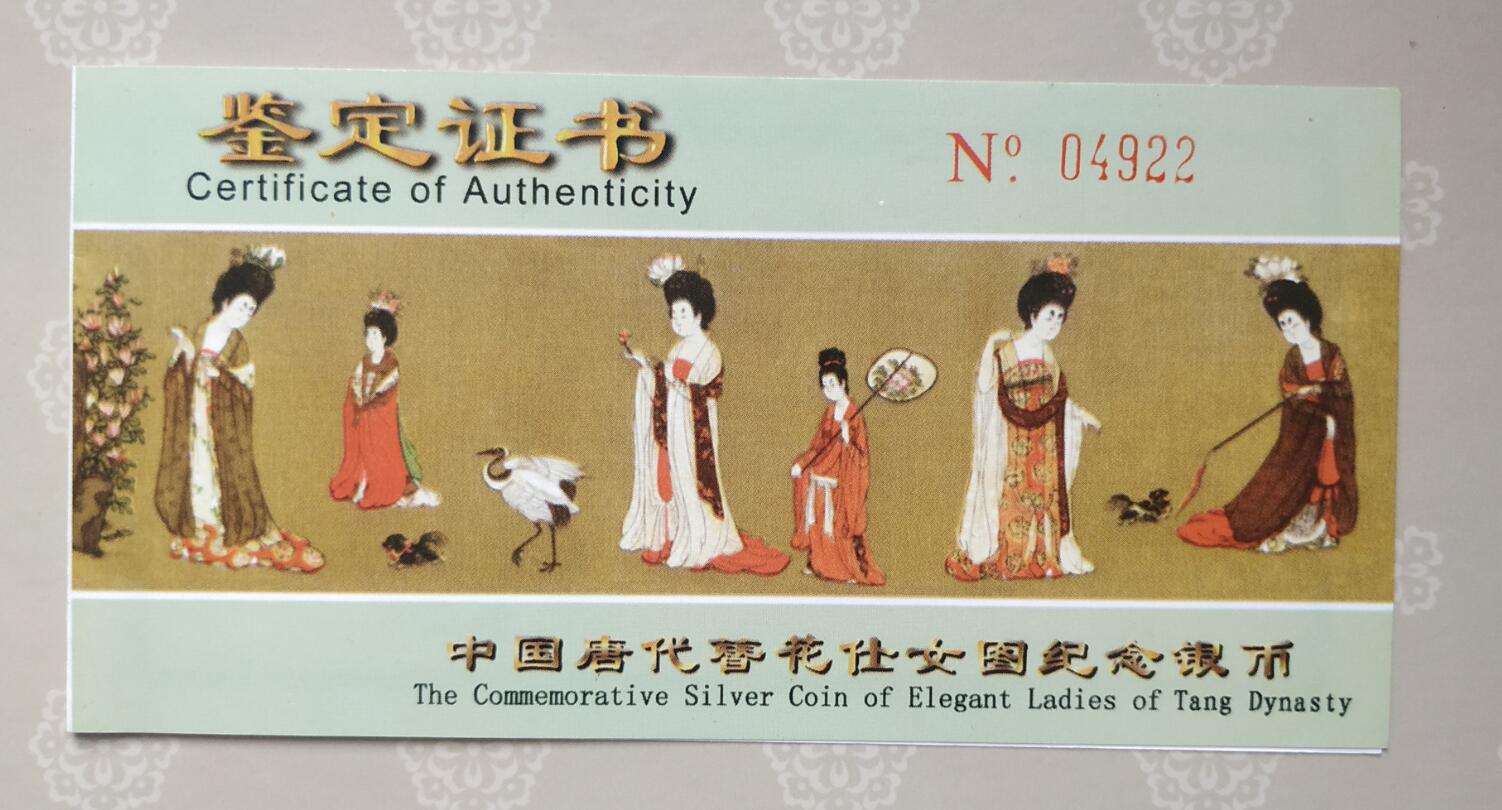 鉴定证书
Certificate of Authenticity
Nº. 04922
中国唐代簪花仕女图纪念银币
The Commemorative Silver Coin of Elegant Ladies of Tang Dynasty